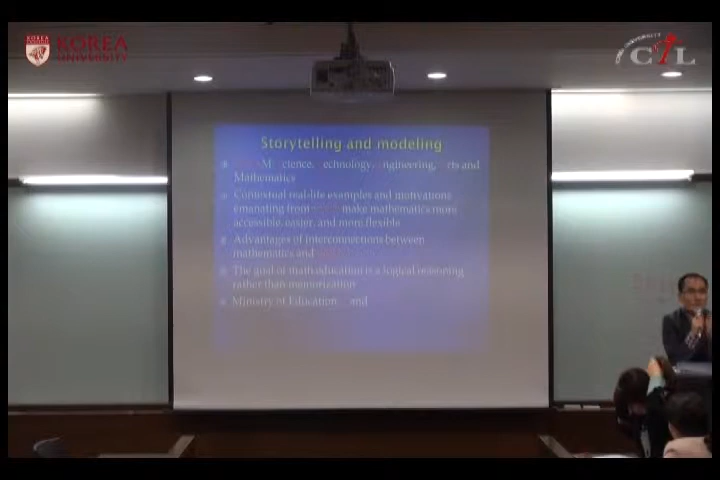 KOREA
UNIVERSITY
CTL
Storytelling and modeling
M cience, echnology, ngineering, rts and
Mathematics
Contextual real-life examples and motivations
emanating from make mathematics more
accessible, easier, and more flexible
Advantages of interconnections between
mathematics and
The goal of math education is a logical reasoning
rather than memorization
Ministry of Education and